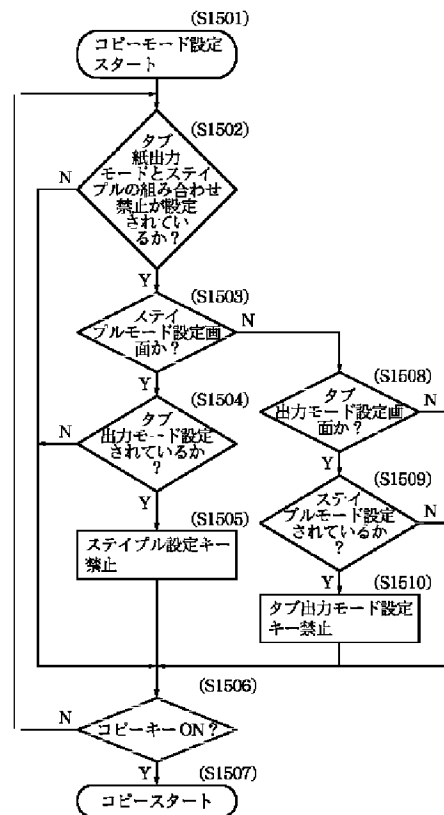 (S1501)
コピーモード設定
スタート
(S1502)
タブ
紙出力
モードとステイ
プルの組み合わせ
禁止が設定
されてい
るか？
N
Y
(S1503)
ステイ
プルモード設定画
面か？
N
Y
(S1504)
タブ
出力モード設定
されているか
？
N
Y
(S1505)
ステイプル設定キー
禁止
(S1508)
タブ
出力モード設定画
面か？
N
Y
(S1509)
ステイ
プルモード設定
されているか
？
N
Y
(S1510)
タブ出力モード設定
キー禁止
(S1506)
コピーキーON？
N
Y
(S1507)
コピースタート